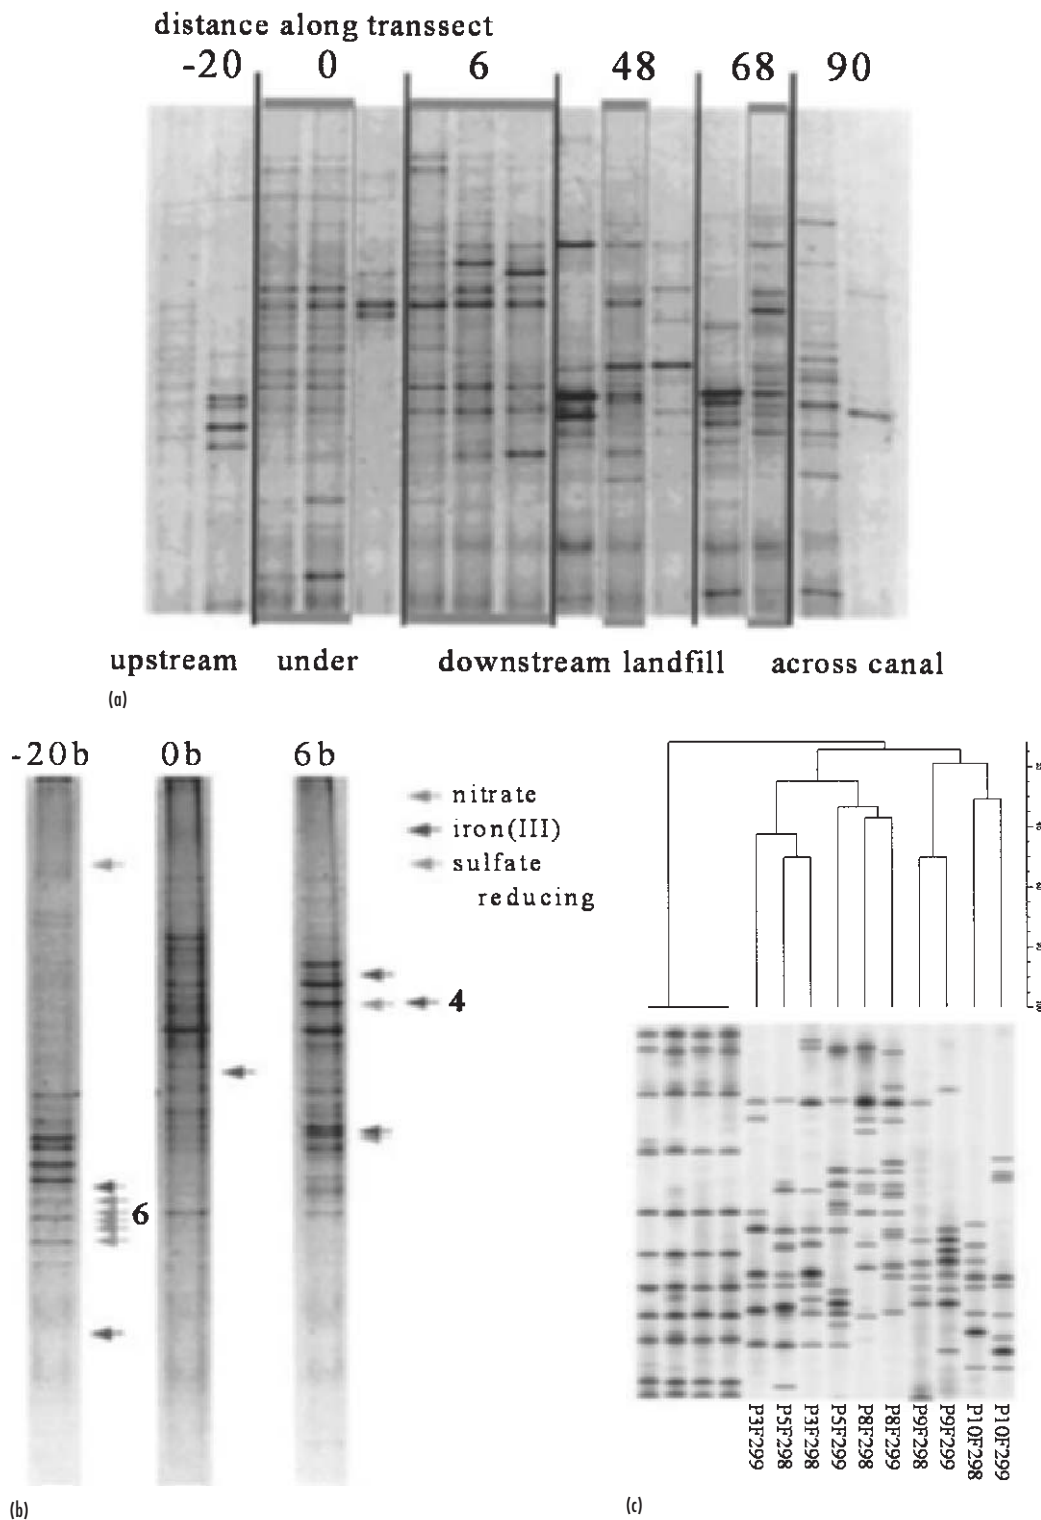 (a)
distance along transsect
-20 0 6 48 68 90
upstream under downstream landfill across canal
-20b 0b 6b
nitrate
iron(III)
sulfate
reducing
4
6
(b)
P3F299
P5F298
P3F298
P5F299
P8F298
P8F299
P9F298
P9F299
P10F298
P10F299
(c)